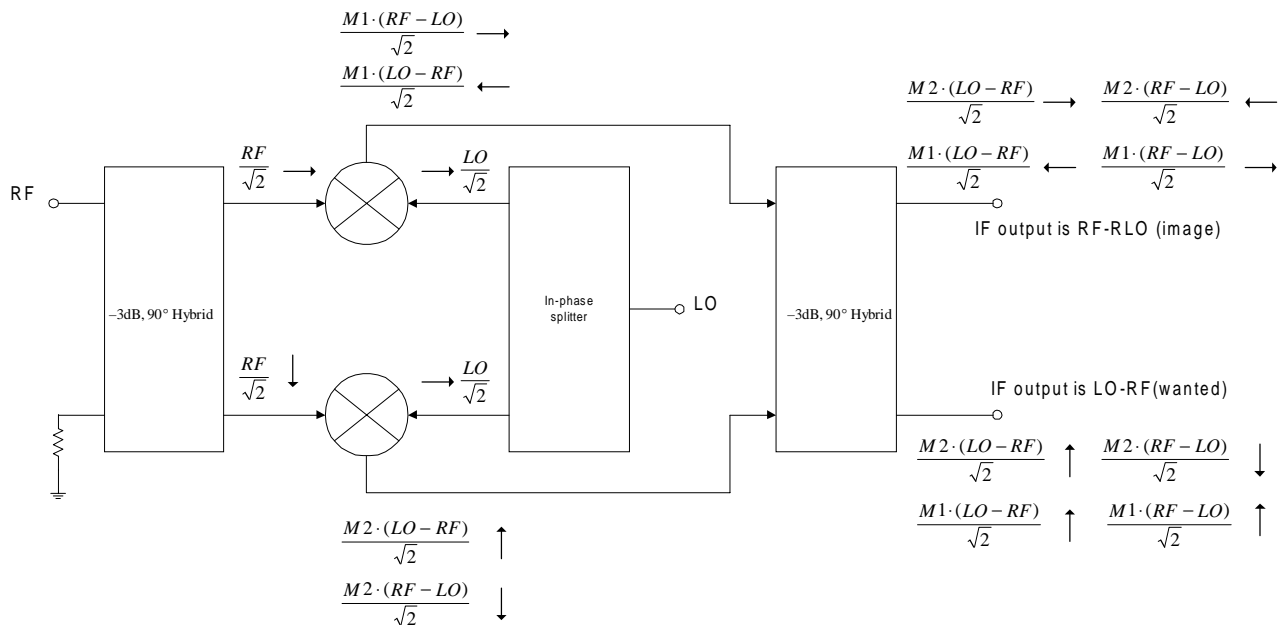 M1·(RF – LO) / √2 →
M1·(LO – RF) / √2 ←
M2·(LO – RF) / √2 → M2·(RF – LO) / √2 ←
M1·(LO – RF) / √2 ← M1·(RF – LO) / √2 →
RF / √2 →
→ LO / √2
RF
IF output is RF-RLO (image)
–3dB, 90° Hybrid
In-phase
splitter
LO
–3dB, 90° Hybrid
RF / √2 ↓
→ LO / √2
IF output is LO-RF(wanted)
M2·(LO – RF) / √2 ↑ M2·(RF – LO) / √2 ↓
M1·(LO – RF) / √2 ↑ M1·(RF – LO) / √2 ↑
M2·(LO – RF) / √2 ↑
M2·(RF – LO) / √2 ↓